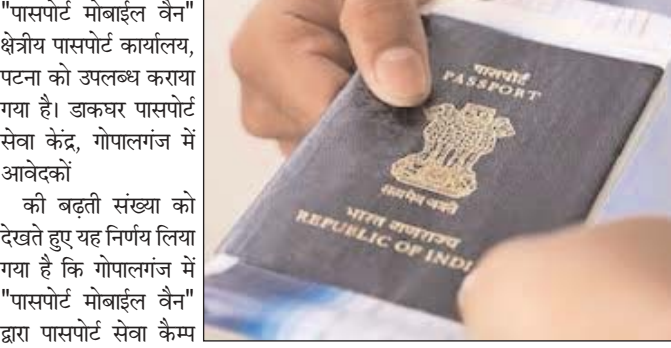 "पासपोर्ट मोबाईल वैन"
क्षेत्रीय पासपोर्ट कार्यालय,
पटना को उपलब्ध कराया
गया है। डाकघर पासपोर्ट
सेवा केंद्र, गोपालगंज में
आवेदकों
की बढ़ती संख्या को
देखते हुए यह निर्णय लिया
गया है कि गोपालगंज में
"पासपोर्ट मोबाईल वैन"
द्वारा पासपोर्ट सेवा कैम्प
पासपोर्ट
PASSPORT
सत्यमेव जयते
भारत गणराज्य
REPUBLIC OF INDI